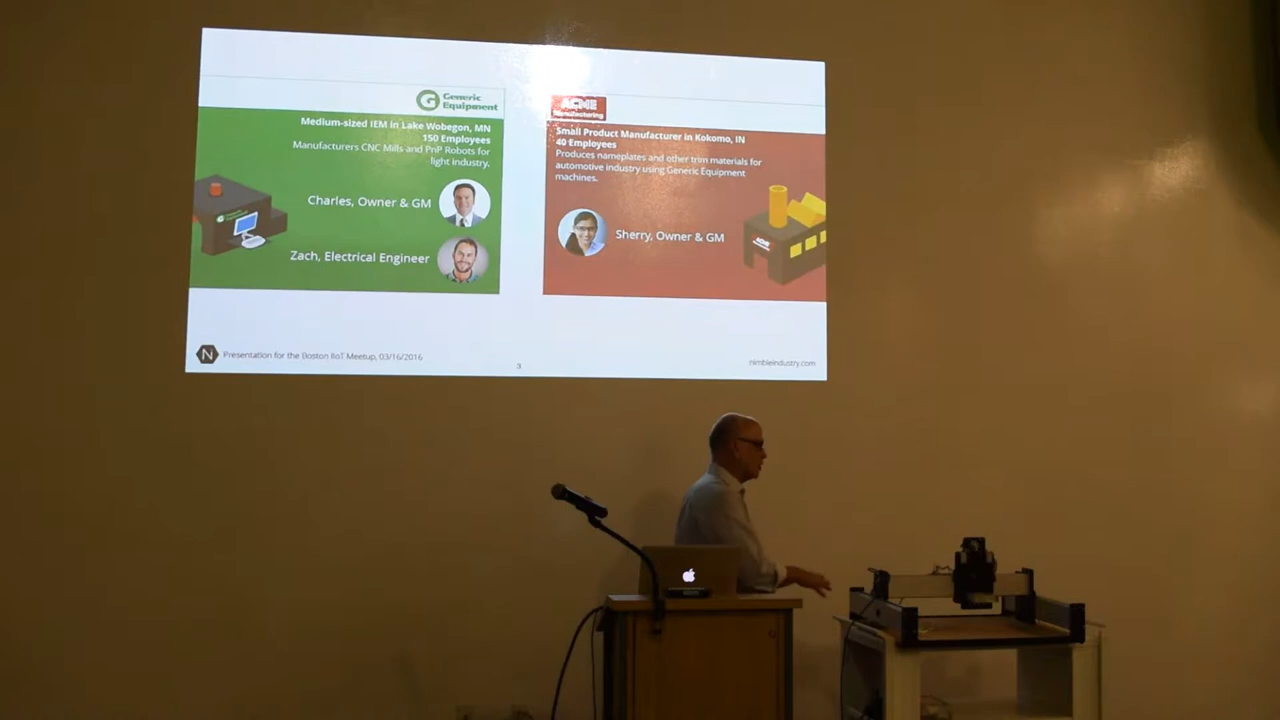 Generic
Equipment
Medium-sized IEM in Lake Wobegon, MN
150 Employees
Manufacturers CNC Mills and PnP Robots for
light industry.
Charles, Owner & GM
Zach, Electrical Engineer
ACME
Manufacturing
Small Product Manufacturer in Kokomo, IN
40 Employees
Produces nameplates and other trim materials for
automotive industry using Generic Equipment
machines.
Sherry, Owner & GM
ACME
N
Presentation for the Boston IIoT Meetup, 03/16/2016
3
nimbleindustry.com